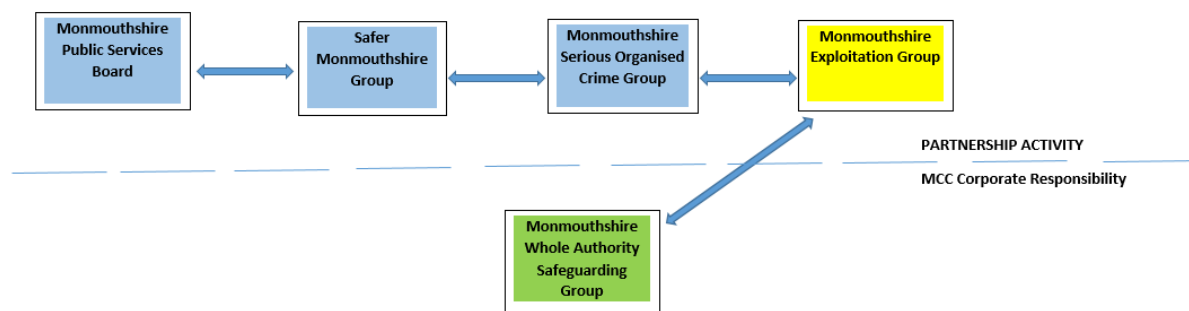 Monmouthshire
Public Services
Board
Safer
Monmouthshire
Group
Monmouthshire
Serious Organised
Crime Group
Monmouthshire
Exploitation Group
PARTNERSHIP ACTIVITY
MCC Corporate Responsibility
Monmouthshire
Whole Authority
Safeguarding
Group